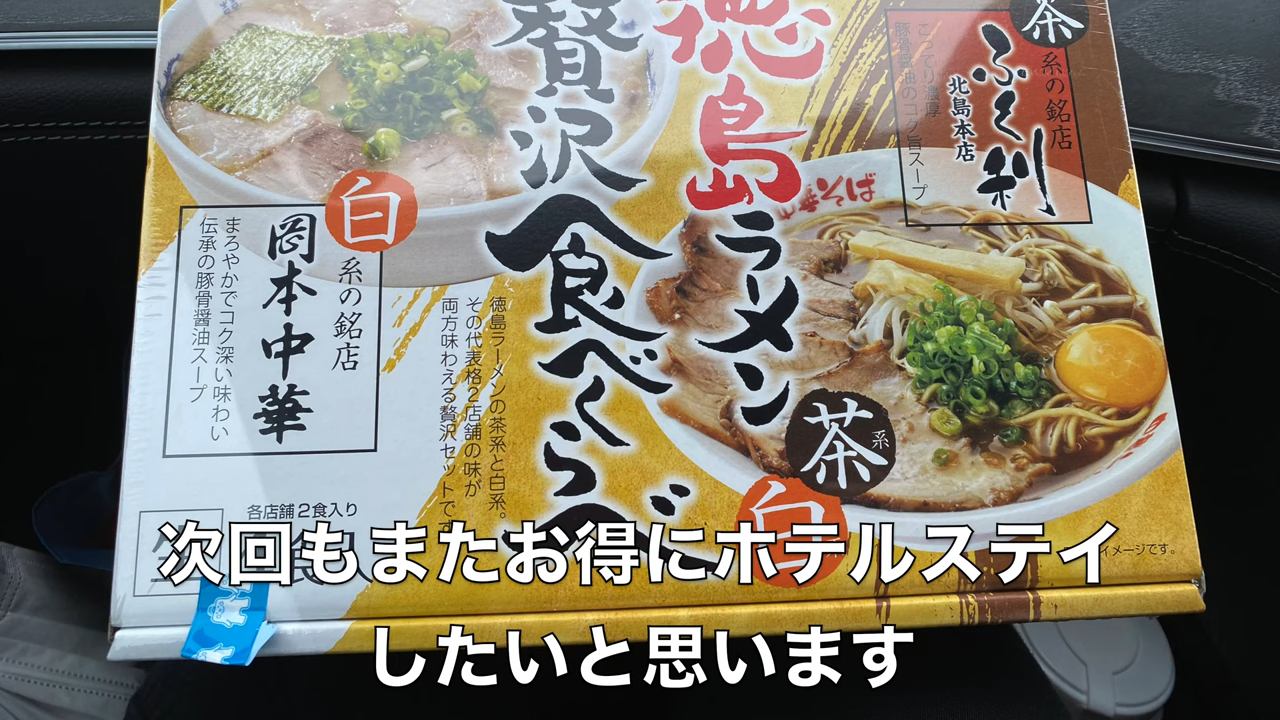 徳島ラーメン
贅沢食べくらべ
茶
系の銘店
ふく利
北島本店
こってり濃厚
豚骨醤油のコク旨スープ
白
系の銘店
岡本中華
まろやかでコク深い味わい
伝承の豚骨醤油スープ
徳島ラーメンの茶系と白系。
その代表格2店舗の味が
両方味わえる贅沢セットです
茶系
白
各店舗2食入り
イメージです。
次回もまたお得にホテルステイ
したいと思います